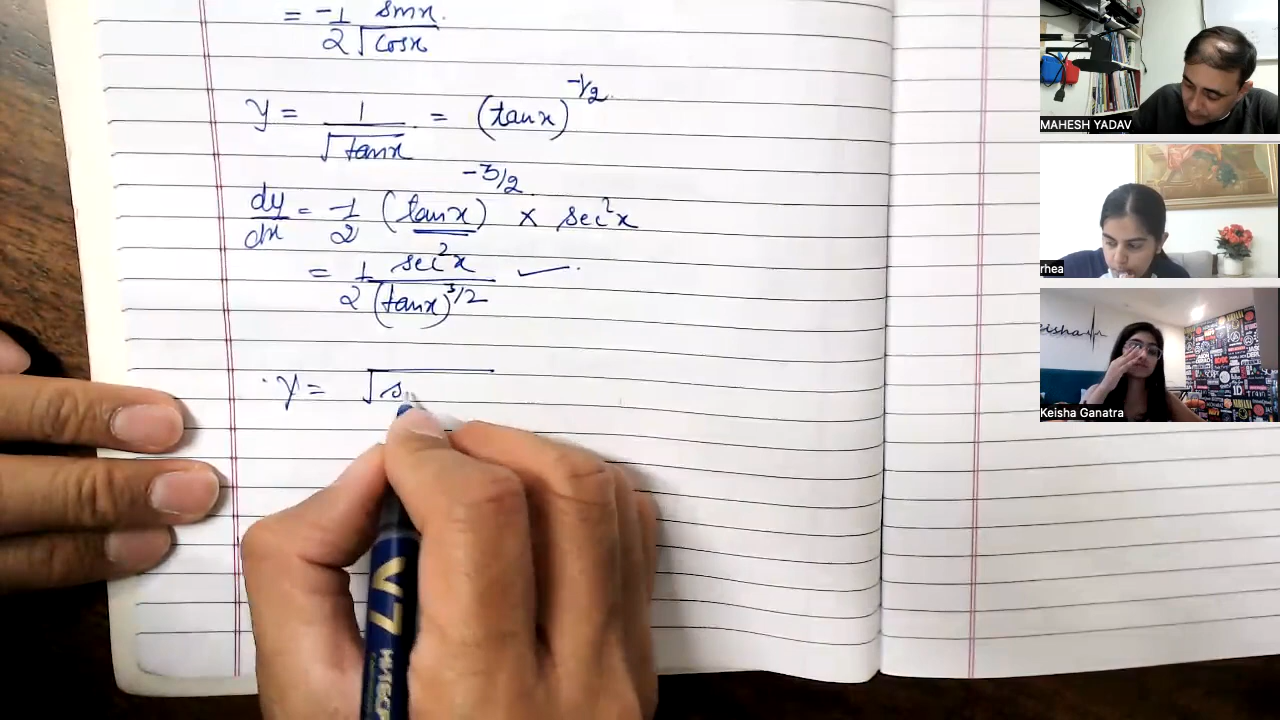 = -1/2 sinx/√cosx
y = 1/√tanx = (tanx)^-1/2
dy/dx = -1/2 (tanx)^-3/2 × sec²x
= -1/2 sec²x/(tanx)^3/2
y = √s
V7
MAHESH YADAV
rhea
eisha
Keisha Ganatra